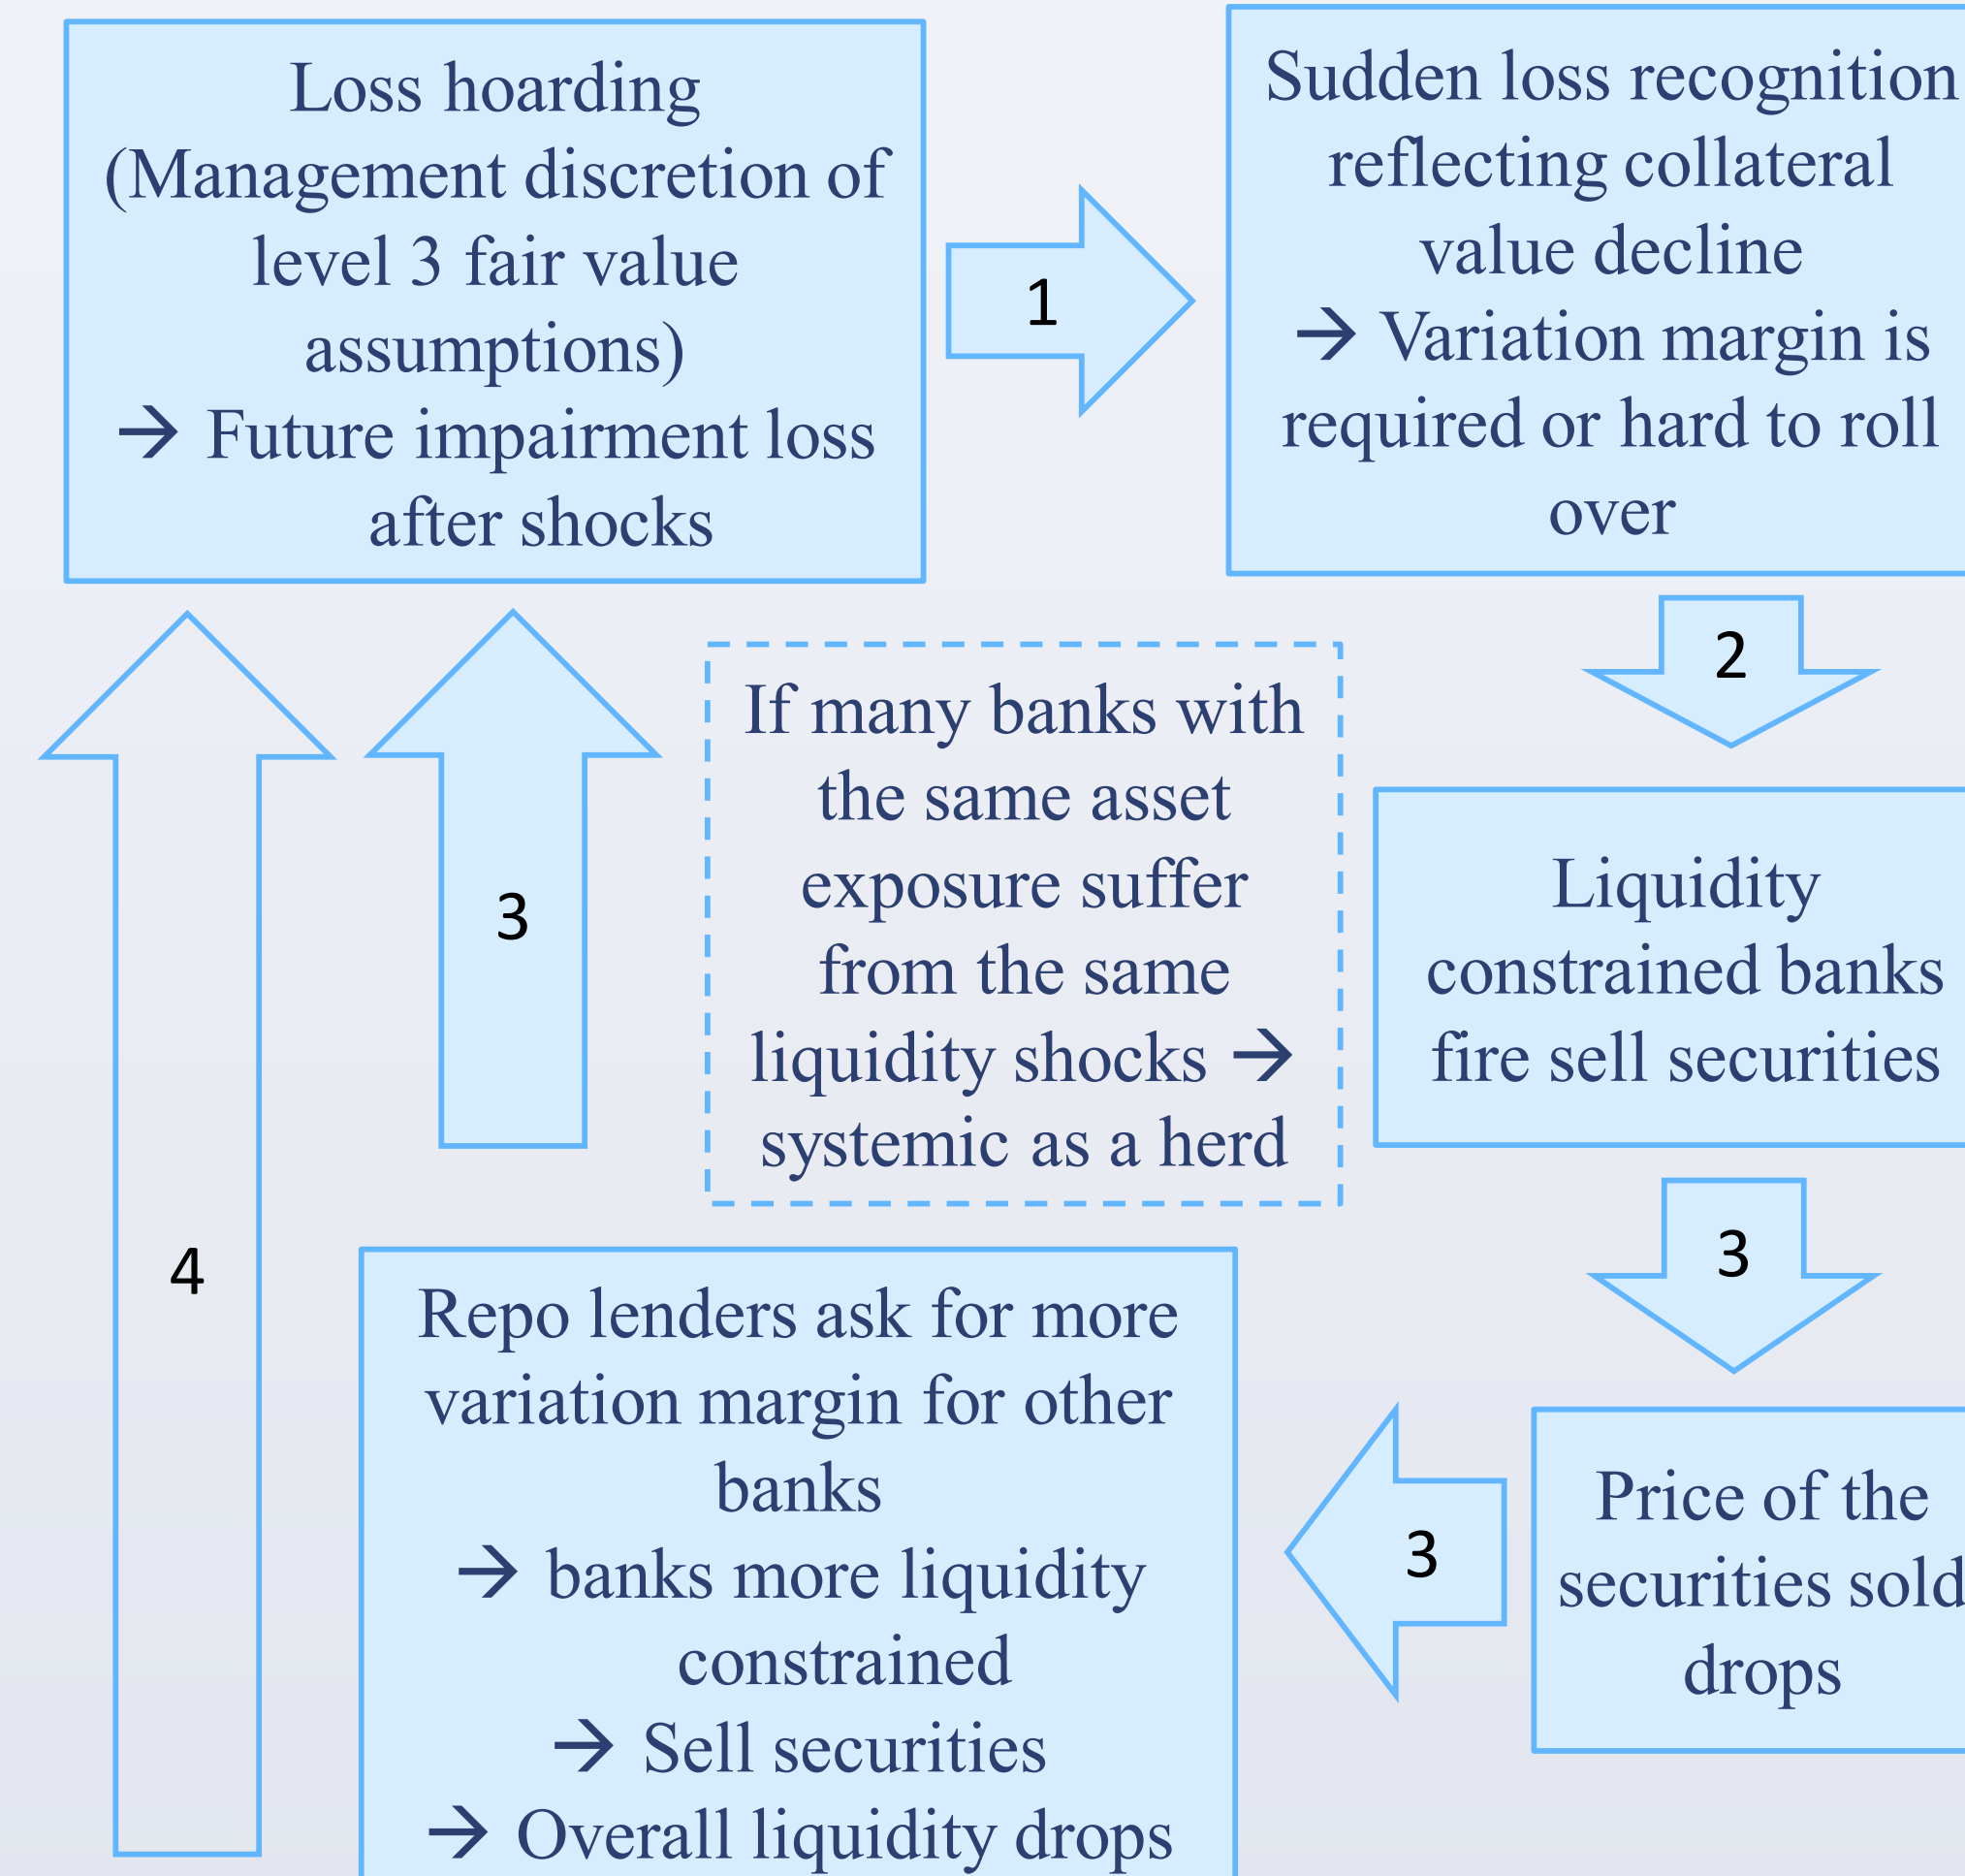 Loss hoarding
(Management discretion of
level 3 fair value
assumptions)
→ Future impairment loss
after shocks
1
Sudden loss recognition
reflecting collateral
value decline
→ Variation margin is
required or hard to roll
over
2
If many banks with
the same asset
exposure suffer
from the same
liquidity shocks →
systemic as a herd
Liquidity
constrained banks
fire sell securities
3
3
4
Repo lenders ask for more
variation margin for other
banks
→ banks more liquidity
constrained
→ Sell securities
→ Overall liquidity drops
3
Price of the
securities sold
drops